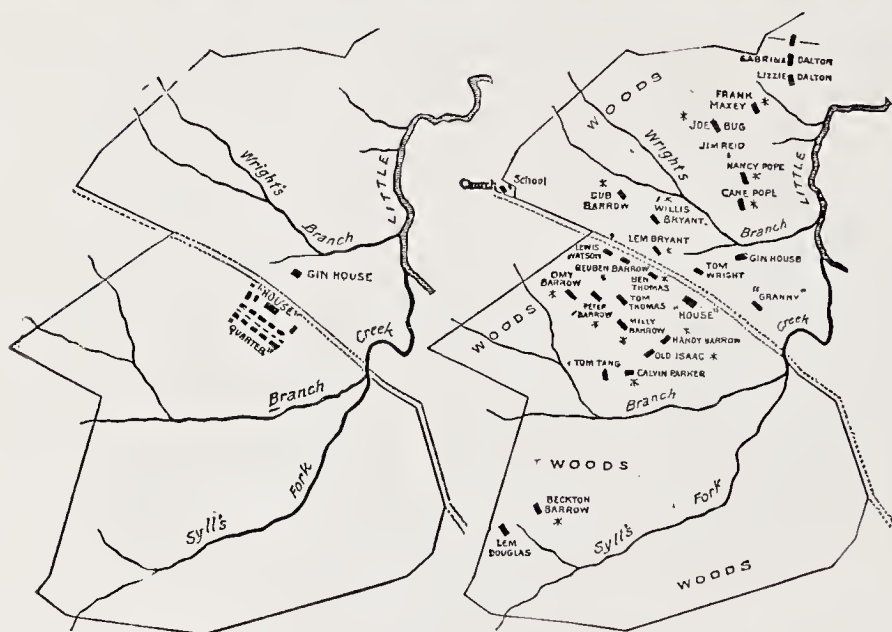 Wright's
Branch
LITTLE
GIN HOUSE
"HOUSE"
"QUARTER"
Creek
Branch
Fork
Syll's
SABRINA DALTON
LIZZIE DALTON
FRANK
MAXEY
WOODS
JOE BUG
JIM REID
NANCY POPE
CANE POPE
Wright's
LITTLE
Church
School
GUB
BARROW
WILLIS
BRYANT
Branch
LEM BRYANT
GIN HOUSE
LEWIS
WATSON
REUBEN BARROW
TOM
WRIGHT
BEN
THOMAS
OMY
BARROW
"GRANNY"
PETER
BARROW
TOM
THOMAS
"HOUSE"
WOODS
MILLY
BARROW
Creek
HANDY BARROW
OLD ISAAC
TOM TANG
CALVIN PARKER
Branch
WOODS
BECKTON
BARROW
Fork
LEM
DOUGLAS
Syll's
WOODS